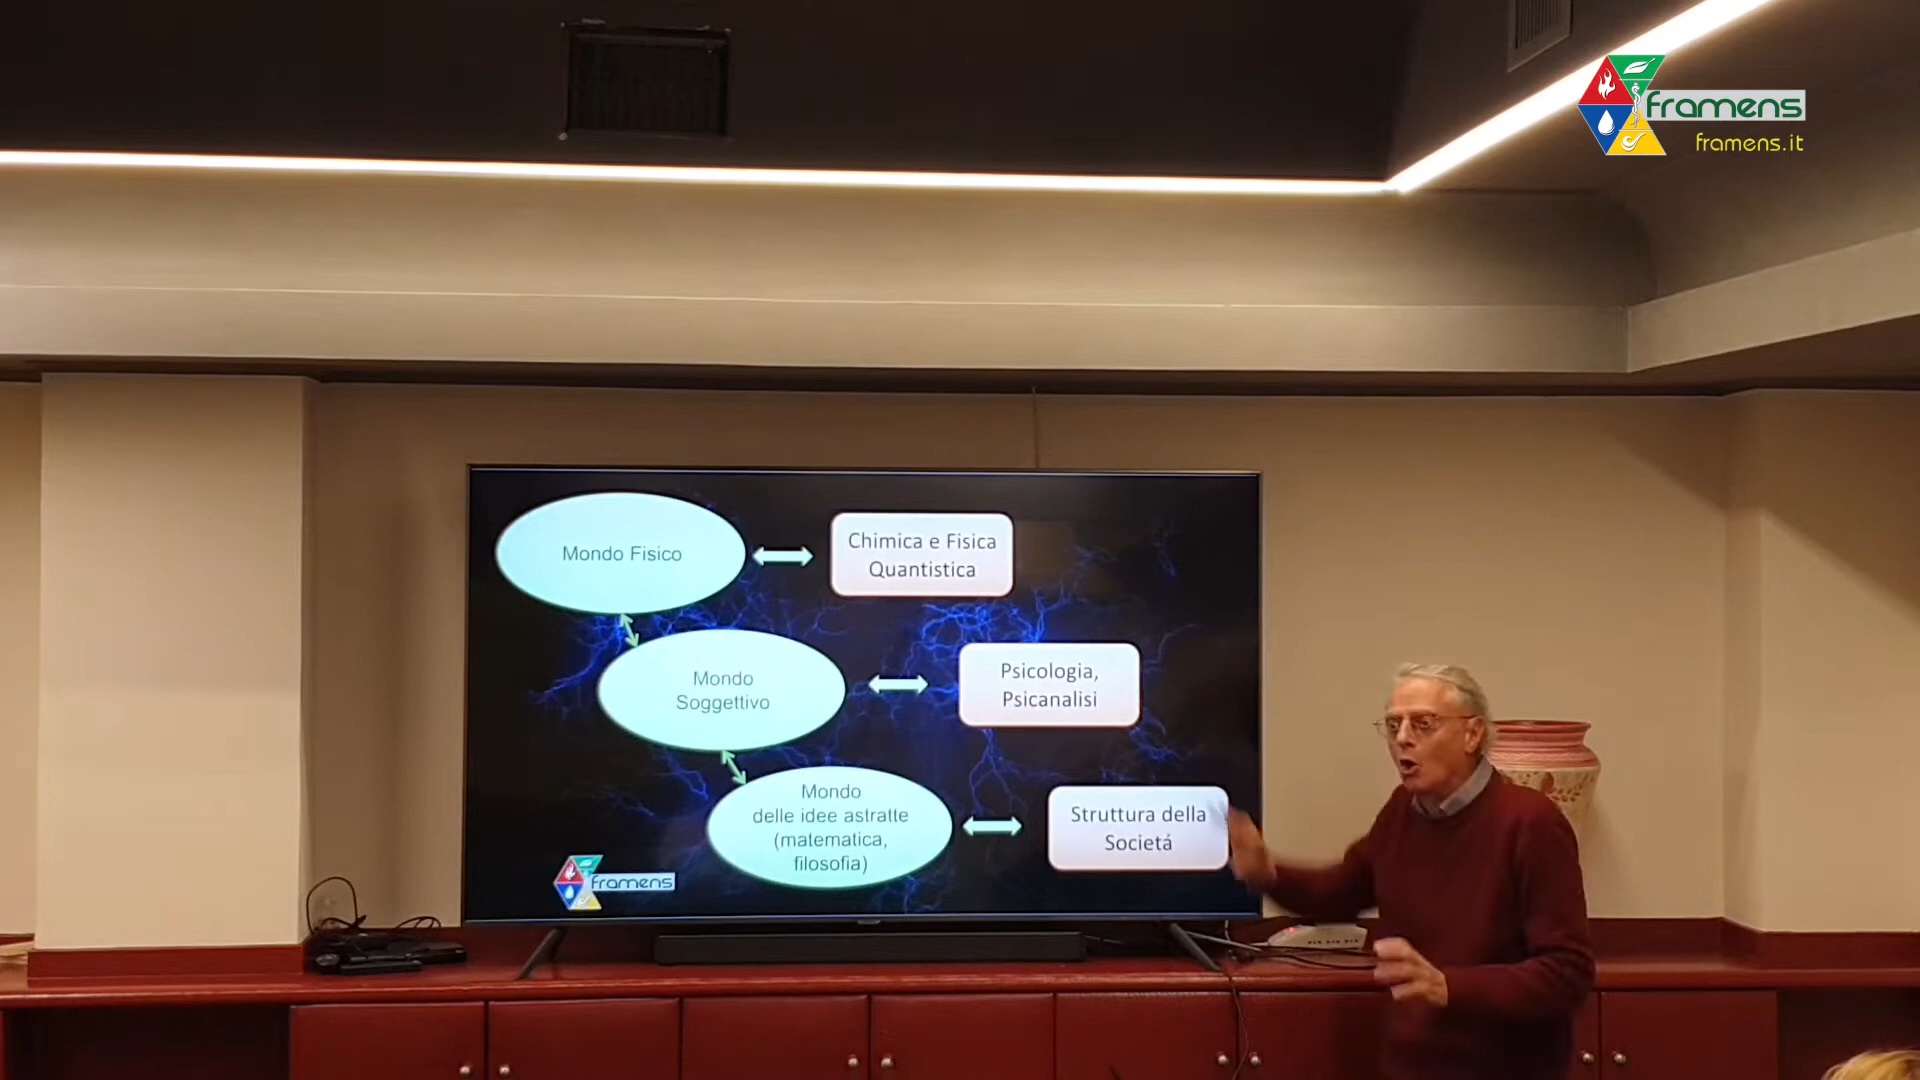 framens
framens.it
Mondo Fisico
Chimica e Fisica
Quantistica
Mondo
Soggettivo
Psicologia,
Psicanalisi
Mondo
delle idee astratte
(matematica,
filosofia)
Struttura della
Societá
framens